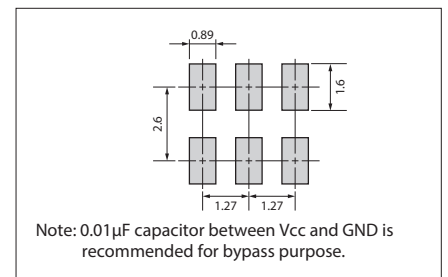 0.89
1.6
2.6
1.27 1.27
Note: 0.01µF capacitor between Vcc and GND is
recommended for bypass purpose.